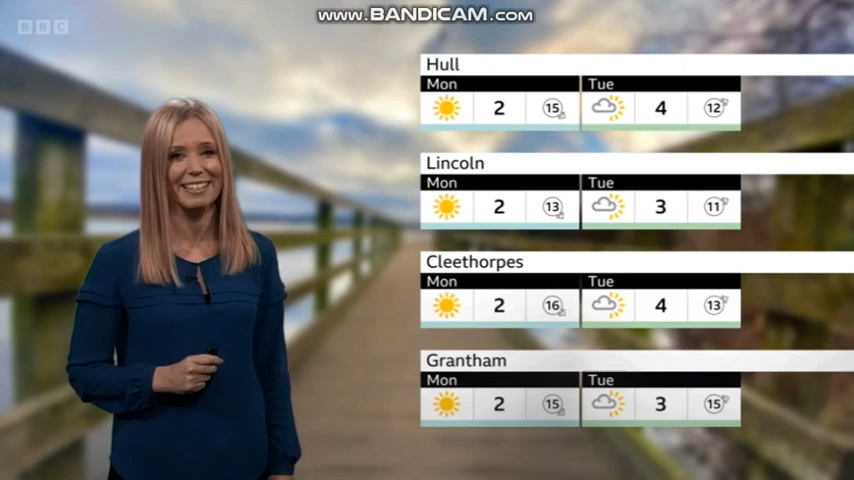 BBC
www.BANDICAM.com
Hull
Mon Tue
2 15 4 12
Lincoln
Mon Tue
2 13 3 11
Cleethorpes
Mon Tue
2 16 4 13
Grantham
Mon Tue
2 15 3 15